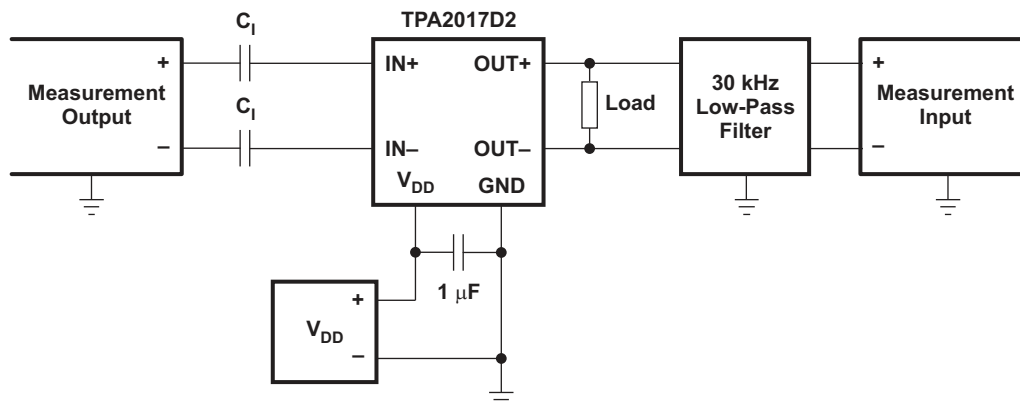 TPA2017D2
C_I
+
Measurement
Output
–
C_I
IN+
OUT+
IN–
OUT–
V_DD
GND
Load
30 kHz
Low-Pass
Filter
+
Measurement
Input
–
1 μF
+
V_DD
–